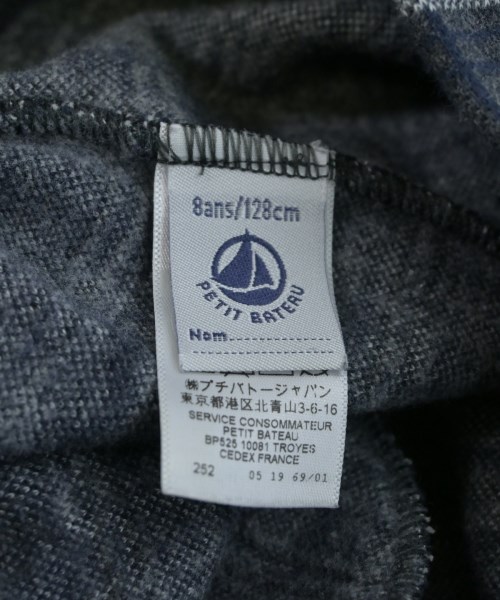 8ans/128cm
PETIT BATEAU
Nom
㈱プチバトージャパン
東京都港区北青山3-6-16
SERVICE CONSOMMATEUR
PETIT BATEAU
BP525 10081 TROYES
CEDEX FRANCE
252 05 19 69/01